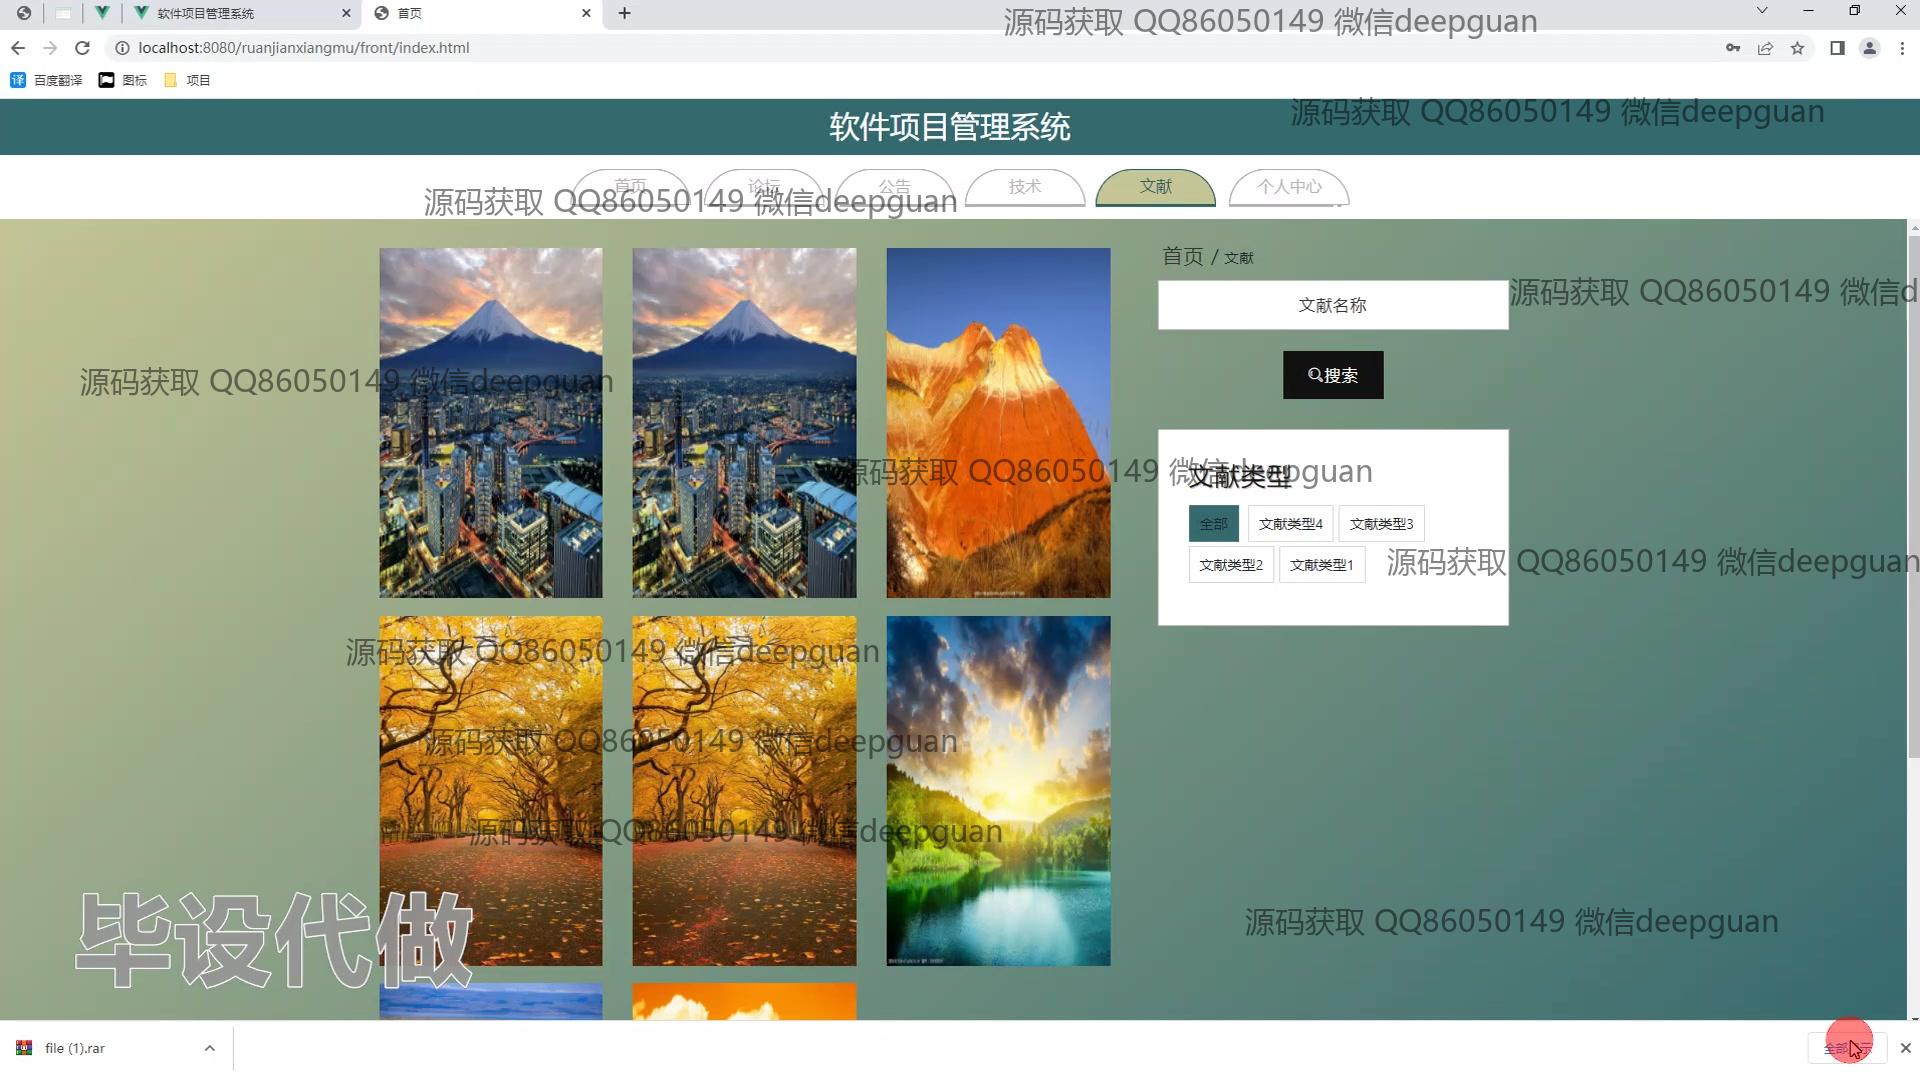 软件项目管理系统
首页
源码获取 QQ86050149 微信deepguan
localhost:8080/ruanjianxiangmu/front/index.html
百度翻译
图标
项目
软件项目管理系统
源码获取 QQ86050149 微信deepguan
首页
论坛
公告
技术
文献
个人中心
源码获取 QQ86050149 微信deepguan
首页 / 文献
文献名称
源码获取 QQ86050149 微信d
搜索
源码获取 QQ86050149 微信deepguan
文献类型
源码获取 QQ86050149 微信deepguan
全部
文献类型4
文献类型3
文献类型2
文献类型1
源码获取 QQ86050149 微信deepguan
源码获取 QQ86050149 微信deepguan
源码获取 QQ86050149 微信deepguan
源码获取 QQ86050149 微信deepguan
毕设代做
源码获取 QQ86050149 微信deepguan
file (1).rar
全部显示